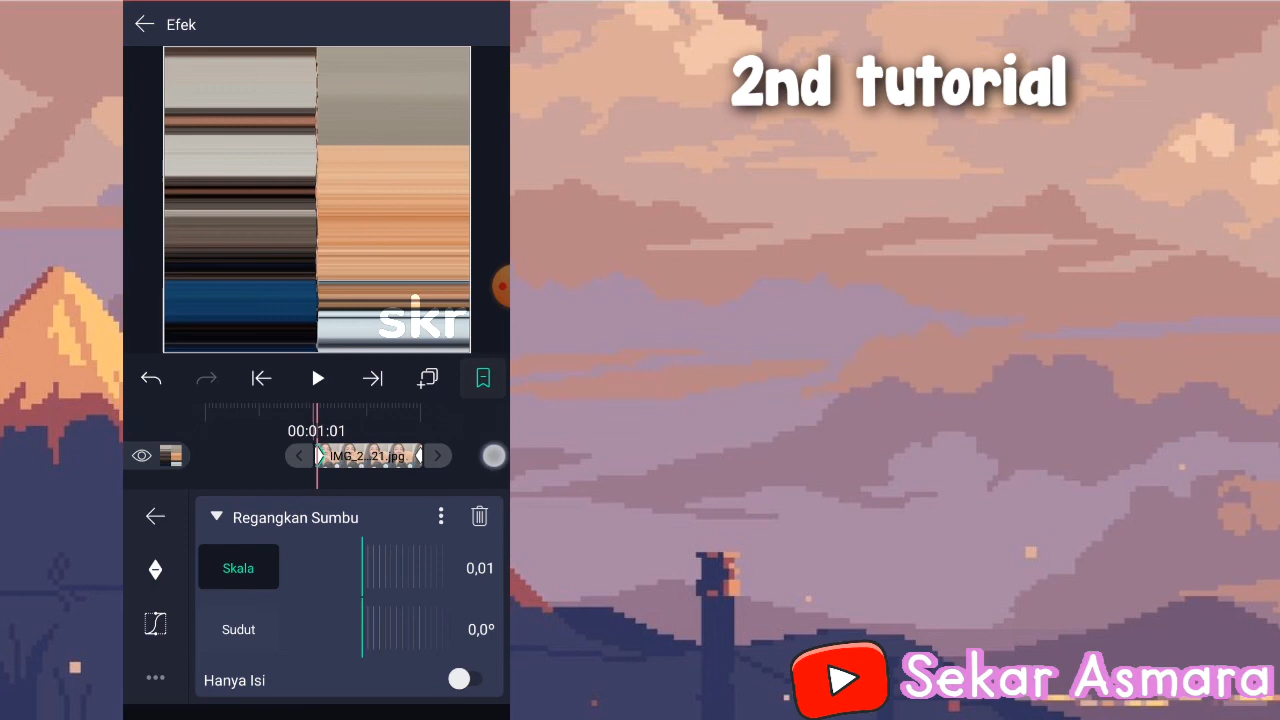 Efek
2nd tutorial
skr
00:01:01
IMG_2...21.jpg
Regangkan Sumbu
Skala
0,01
Sudut
0,0°
Hanya Isi
Sekar Asmara